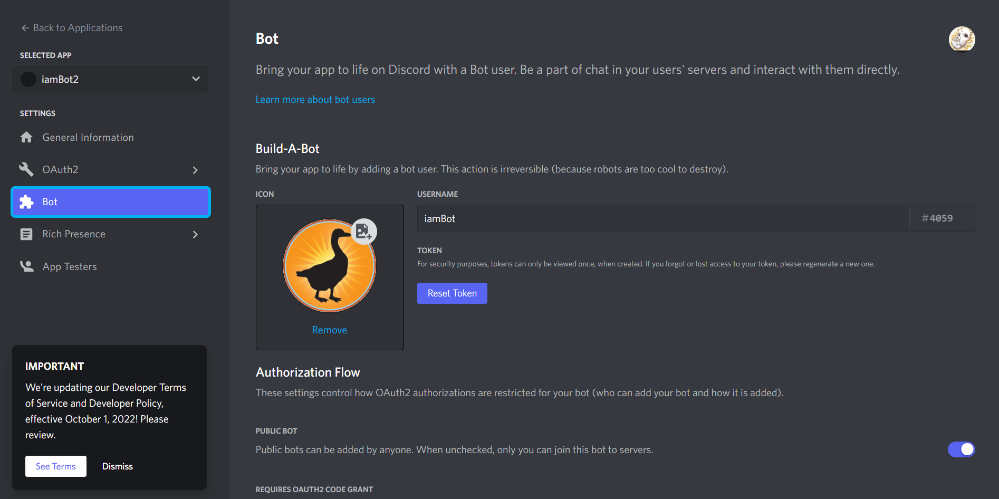 Back to Applications
SELECTED APP
iamBot2
SETTINGS
General Information
OAuth2
Bot
Rich Presence
App Testers
IMPORTANT
We're updating our Developer Terms
of Service and Developer Policy,
effective October 1, 2022! Please
review.
See Terms
Dismiss
Bot
Bring your app to life on Discord with a Bot user. Be a part of chat in your users' servers and interact with them directly.
Learn more about bot users
Build-A-Bot
Bring your app to life by adding a bot user. This action is irreversible (because robots are too cool to destroy).
ICON
Remove
USERNAME
iamBot
#4059
TOKEN
For security purposes, tokens can only be viewed once, when created. If you forgot or lost access to your token, please regenerate a new one.
Reset Token
Authorization Flow
These settings control how OAuth2 authorizations are restricted for your bot (who can add your bot and how it is added).
PUBLIC BOT
Public bots can be added by anyone. When unchecked, only you can join this bot to servers.
REQUIRES OAUTH2 CODE GRANT